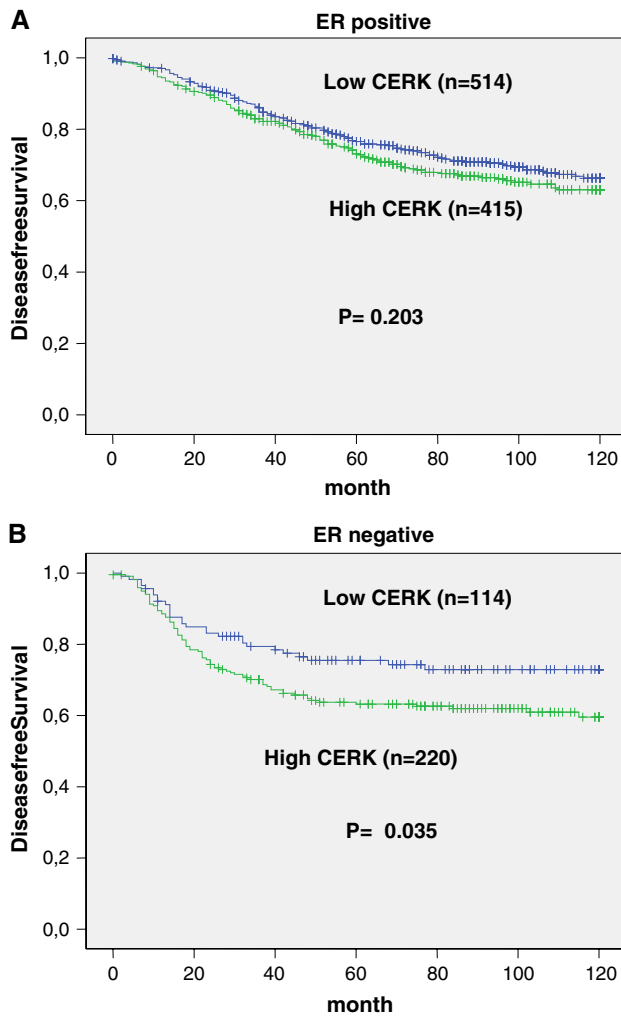 A
ER positive
1,0
Low CERK (n=514)
0,8
0,6
High CERK (n=415)
0,4
P= 0.203
0,2
0,0
Diseasefreesurvival
0 20 40 60 80 100 120
month
B
ER negative
1,0
Low CERK (n=114)
0,8
0,6
High CERK (n=220)
0,4
P= 0.035
0,2
0,0
DiseasefreeSurvival
0 20 40 60 80 100 120
month